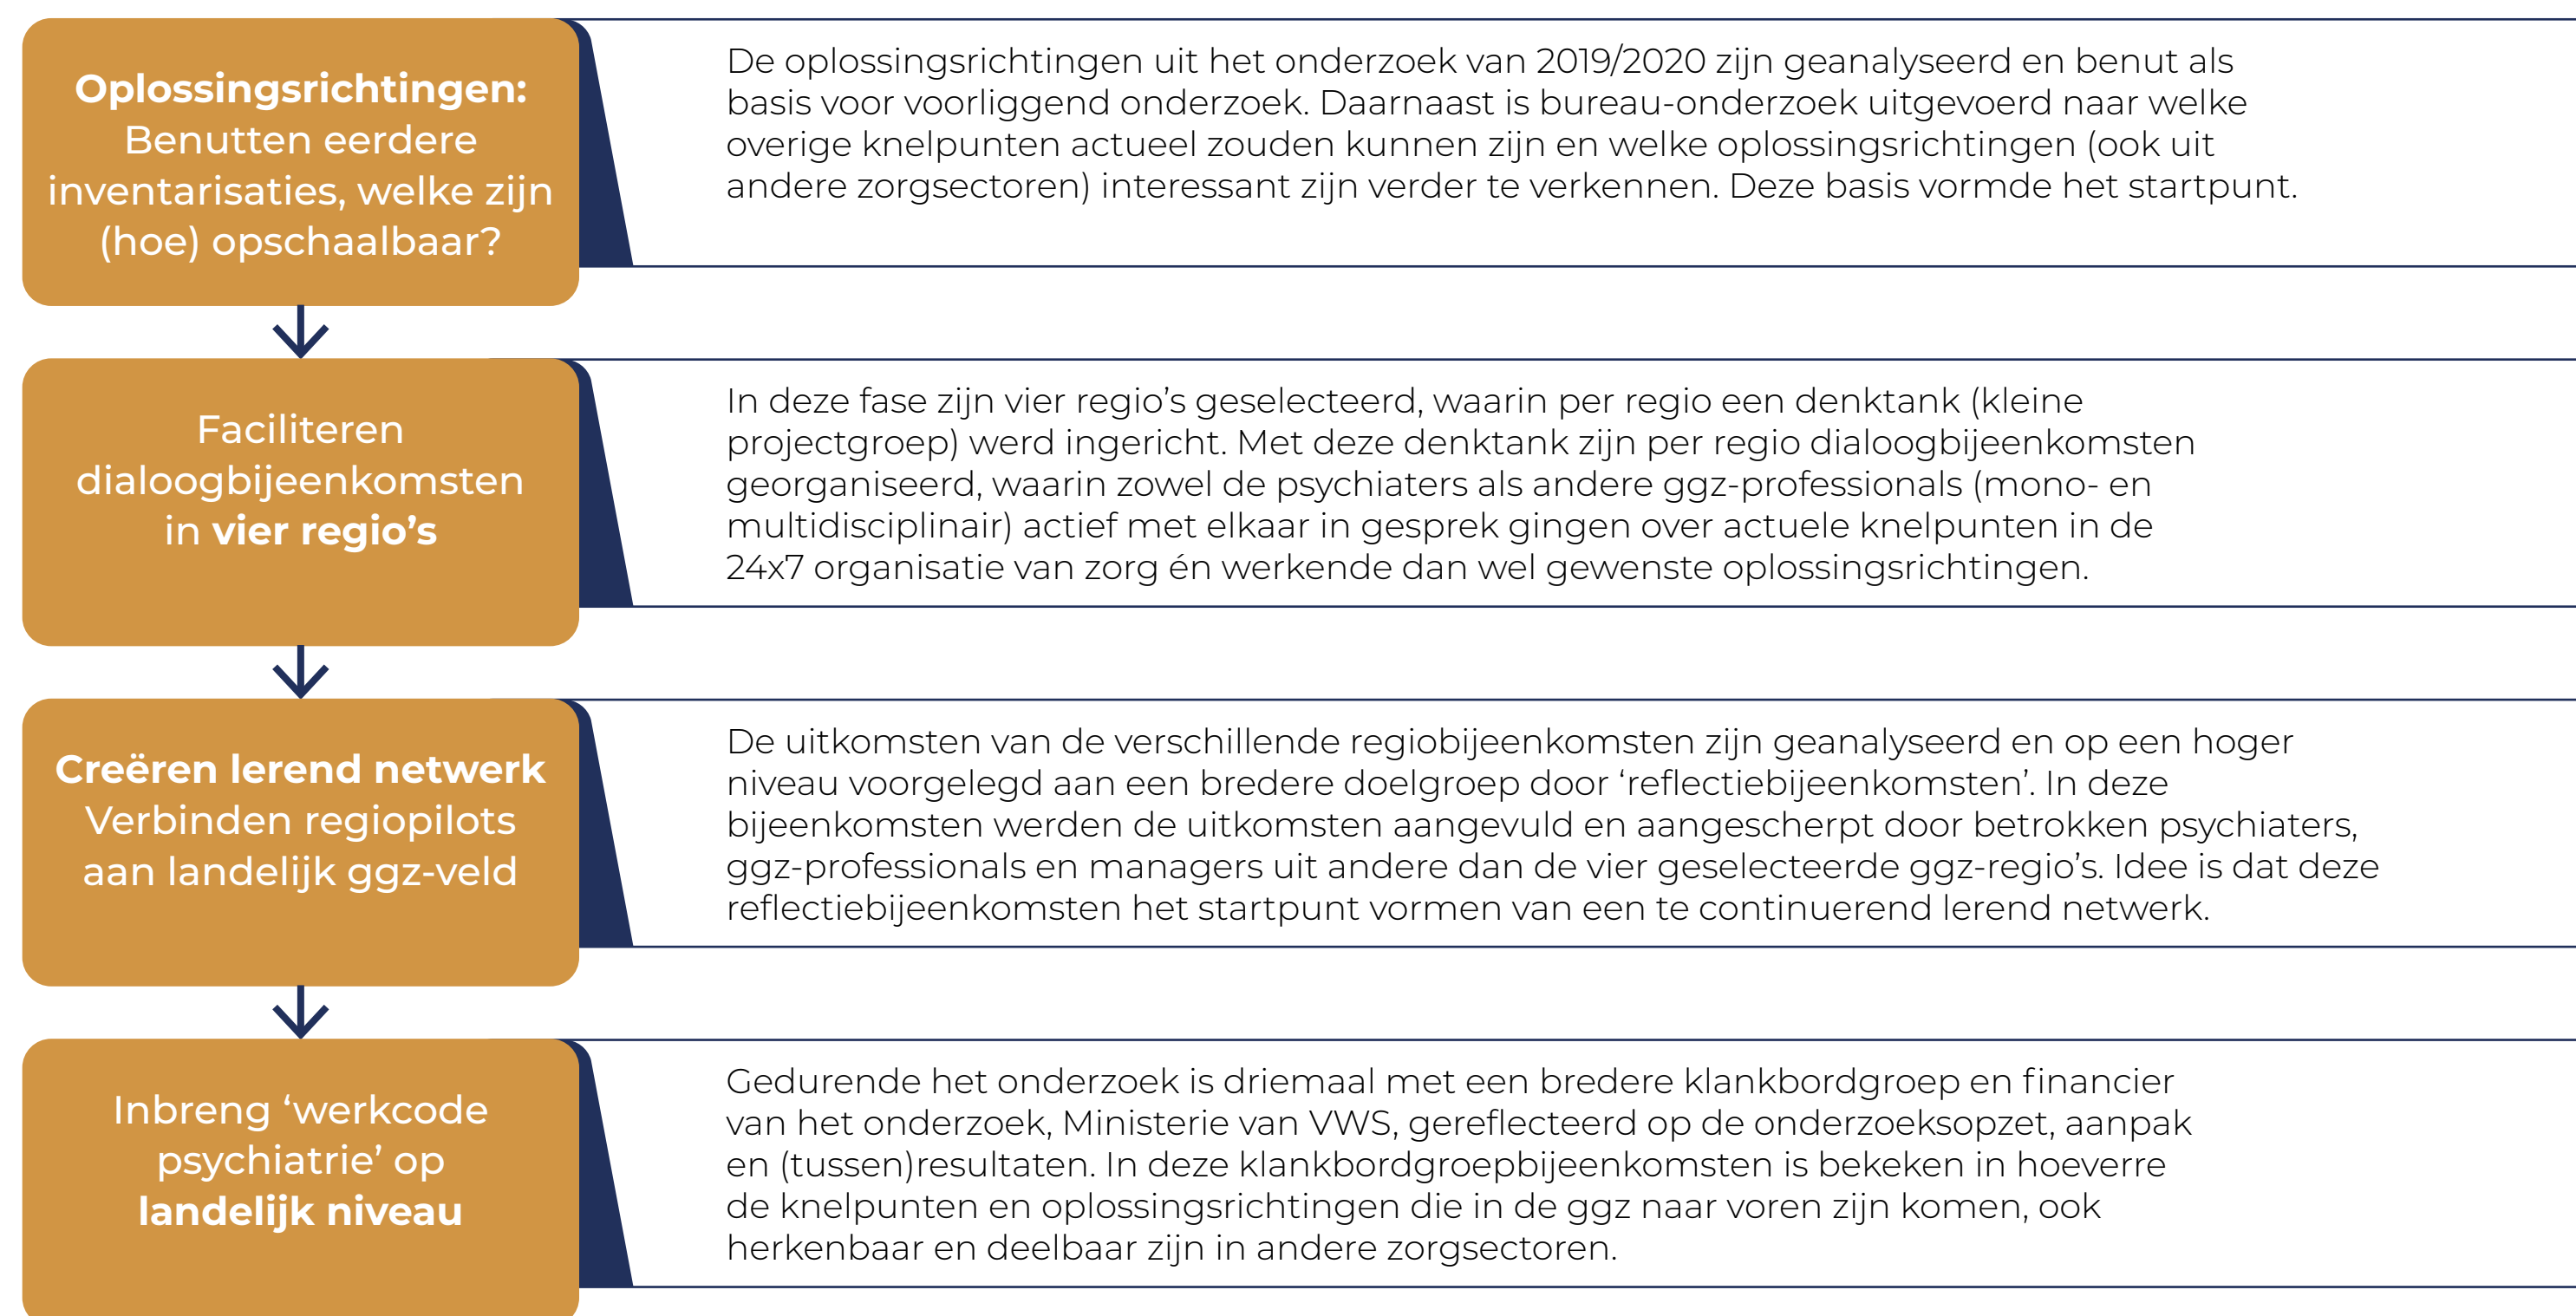 Oplossingsrichtingen:
Benutten eerdere
inventarisaties, welke zijn
(hoe) opschaalbaar?
De oplossingsrichtingen uit het onderzoek van 2019/2020 zijn geanalyseerd en benut als
basis voor voorliggend onderzoek. Daarnaast is bureau-onderzoek uitgevoerd naar welke
overige knelpunten actueel zouden kunnen zijn en welke oplossingsrichtingen (ook uit
andere zorgsectoren) interessant zijn verder te verkennen. Deze basis vormde het startpunt.
Faciliteren
dialoogbijeenkomsten
in vier regio’s
In deze fase zijn vier regio’s geselecteerd, waarin per regio een denktank (kleine
projectgroep) werd ingericht. Met deze denktank zijn per regio dialoogbijeenkomsten
georganiseerd, waarin zowel de psychiaters als andere ggz-professionals (mono- en
multidisciplinair) actief met elkaar in gesprek gingen over actuele knelpunten in de
24x7 organisatie van zorg én werkende dan wel gewenste oplossingsrichtingen.
Creëren lerend netwerk
Verbinden regiopilots
aan landelijk ggz-veld
De uitkomsten van de verschillende regiobijeenkomsten zijn geanalyseerd en op een hoger
niveau voorgelegd aan een bredere doelgroep door ‘reflectiebijeenkomsten’. In deze
bijeenkomsten werden de uitkomsten aangevuld en aangescherpt door betrokken psychiaters,
ggz-professionals en managers uit andere dan de vier geselecteerde ggz-regio’s. Idee is dat deze
reflectiebijeenkomsten het startpunt vormen van een te continuerend lerend netwerk.
Inbreng ‘werkcode
psychiatrie’ op
landelijk niveau
Gedurende het onderzoek is driemaal met een bredere klankbordgroep en financier
van het onderzoek, Ministerie van VWS, gereflecteerd op de onderzoeksopzet, aanpak
en (tussen)resultaten. In deze klankbordgroepbijeenkomsten is bekeken in hoeverre
de knelpunten en oplossingsrichtingen die in de ggz naar voren zijn komen, ook
herkenbaar en deelbaar zijn in andere zorgsectoren.